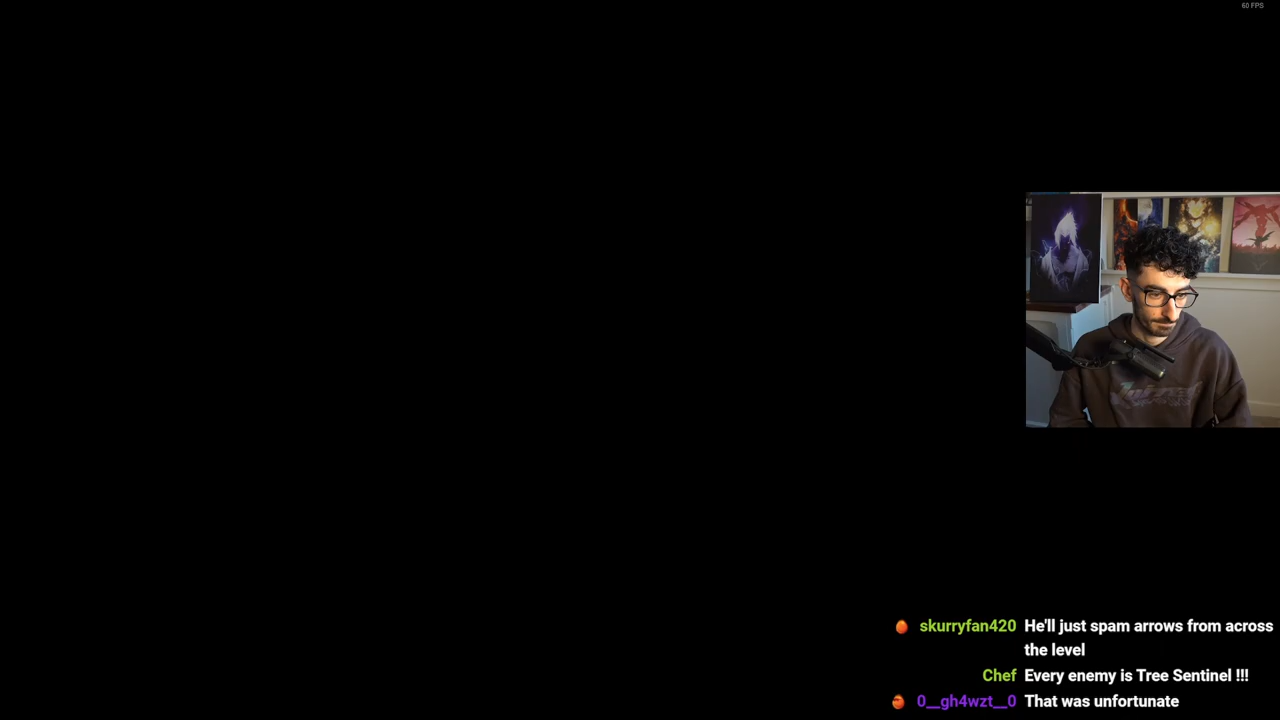 60 FPS
skurryfan420 He'll just spam arrows from across
the level
Chef Every enemy is Tree Sentinel !!!
0__gh4wzt__0 That was unfortunate